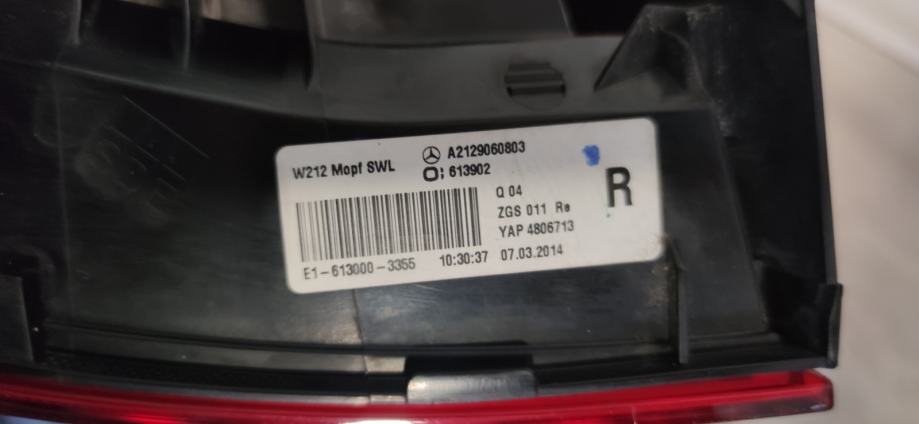 W212 Mopf SWL
A2129060803
O; 613902
Q 04
ZGS 011 Re
YAP 4806713
07.03.2014
R
E1-613000-3355 10:30:37